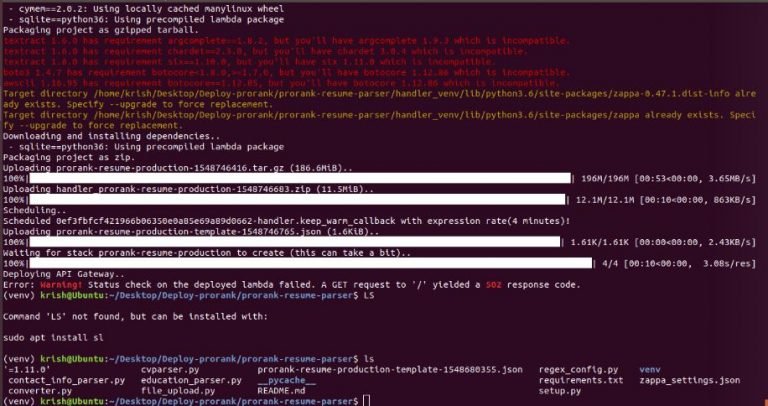 - cymem==2.0.2: Using locally cached manylinux wheel
- sqlite==python36: Using precompiled lambda package
Packaging project as gzipped tarball.
textract 1.6.0 has requirement argcomplete==1.8.2, but you'll have argcomplete 1.9.3 which is incompatible.
textract 1.6.0 has requirement chardet==2.3.0, but you'll have chardet 3.0.4 which is incompatible.
textract 1.6.0 has requirement six==1.10.0, but you'll have six 1.11.0 which is incompatible.
boto3 1.4.7 has requirement botocore<1.8.0,>=1.7.0, but you'll have botocore 1.12.86 which is incompatible.
awscli 1.16.95 has requirement botocore==1.12.85, but you'll have botocore 1.12.86 which is incompatible.
Target directory /home/krish/Desktop/Deploy-prorank/prorank-resume-parser/handler_venv/lib/python3.6/site-packages/zappa-0.47.1.dist-info alre
ady exists. Specify --upgrade to force replacement.
Target directory /home/krish/Desktop/Deploy-prorank/prorank-resume-parser/handler_venv/lib/python3.6/site-packages/zappa already exists. Speci
fy --upgrade to force replacement.
Downloading and installing dependencies..
- sqlite==python36: Using precompiled lambda package
Packaging project as zip.
Uploading prorank-resume-production-1548746416.tar.gz (186.6MiB)..
100%| | 196M/196M [00:53<00:00, 3.65MB/s]
Uploading handler_prorank-resume-production-1548746683.zip (11.5MiB)..
100%| | 12.1M/12.1M [00:10<00:00, 863KB/s]
Scheduling..
Scheduled 0ef3fbfcf421966b06350e0a85e69a89d0662-handler.keep_warm_callback with expression rate(4 minutes)!
Uploading prorank-resume-production-template-1548746765.json (1.6KiB)..
100%| | 1.61K/1.61K [00:00<00:00, 2.43KB/s]
Waiting for stack prorank-resume-production to create (this can take a bit)..
100%| | 4/4 [00:10<00:00, 3.08s/res]
Deploying API Gateway..
Error: Warning! Status check on the deployed lambda failed. A GET request to '/' yielded a 502 response code.
(venv) krish@Ubuntu:~/Desktop/Deploy-prorank/prorank-resume-parser$ LS
Command 'LS' not found, but can be installed with:
sudo apt install sl
(venv) krish@Ubuntu:~/Desktop/Deploy-prorank/prorank-resume-parser$ ls
'=1.11.0' cvparser.py prorank-resume-production-template-1548680355.json regex_config.py venv
contact_info_parser.py education_parser.py __pycache__ requirements.txt zappa_settings.json
converter.py file_upload.py README.md setup.py
(venv) krish@Ubuntu:~/Desktop/Deploy-prorank/prorank-resume-parser$